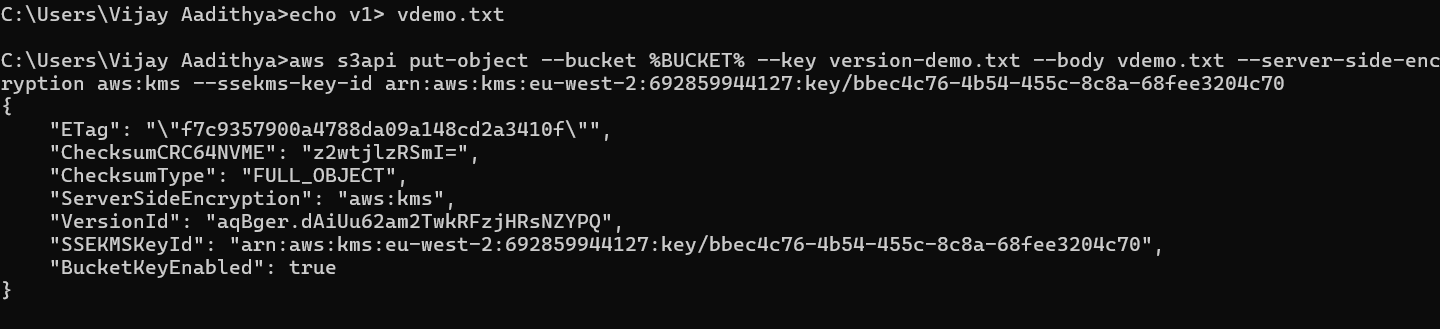 C:\Users\Vijay Aadithya>echo v1> vdemo.txt
C:\Users\Vijay Aadithya>aws s3api put-object --bucket %BUCKET% --key version-demo.txt --body vdemo.txt --server-side-enc
ryption aws:kms --ssekms-key-id arn:aws:kms:eu-west-2:692859944127:key/bbec4c76-4b54-455c-8c8a-68fee3204c70
{
    "ETag": "\"f7c9357900a4788da09a148cd2a3410f\"",
    "ChecksumCRC64NVME": "z2wtjlzRSmI=",
    "ChecksumType": "FULL_OBJECT",
    "ServerSideEncryption": "aws:kms",
    "VersionId": "aqBger.dAiUu62am2TwkRFzjHRsNZYPQ",
    "SSEKMSKeyId": "arn:aws:kms:eu-west-2:692859944127:key/bbec4c76-4b54-455c-8c8a-68fee3204c70",
    "BucketKeyEnabled": true
}